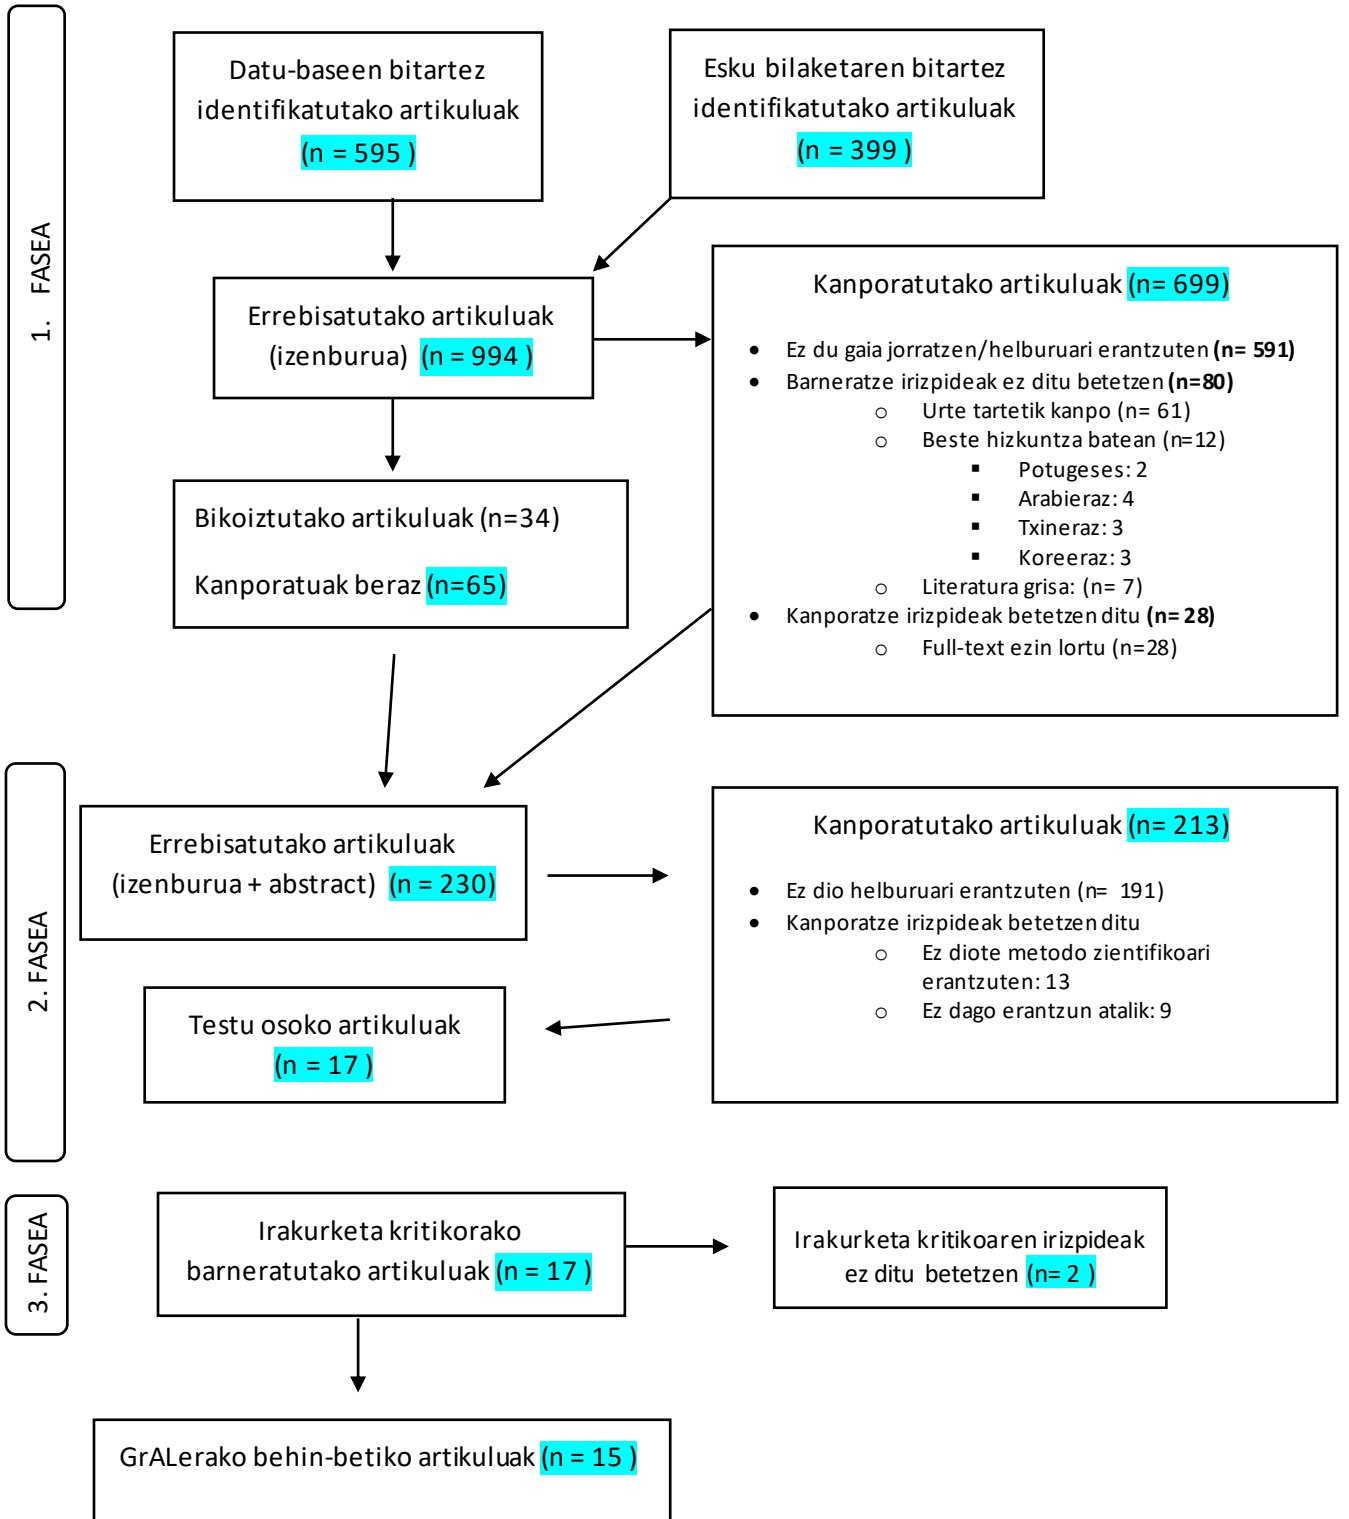 1. FASEA
Datu-baseen bitartez
identifikatutako artikuluak
(n = 595 )
Esku bilaketaren bitartez
identifikatutako artikuluak
(n = 399 )
Errebisatutako artikuluak
(izenburua) (n = 994 )
Kanporatutako artikuluak (n= 699)
• Ez du gaia jorratzen/helburuari erantzuten (n= 591)
• Barneratze irizpideak ez ditu betetzen (n=80)
o Urte tartetik kanpo (n= 61)
o Beste hizkuntza batean (n=12)
▪ Potugeses: 2
▪ Arabieraz: 4
▪ Txineraz: 3
▪ Koreeraz: 3
o Literatura grisa: (n= 7)
• Kanporatze irizpideak betetzen ditu (n= 28)
o Full-text ezin lortu (n=28)
Bikoiztutako artikuluak (n=34)
Kanporatuak beraz (n=65)
2. FASEA
Errebisatutako artikuluak
(izenburua + abstract) (n = 230)
Kanporatutako artikuluak (n= 213)
• Ez dio helburuari erantzuten (n= 191)
• Kanporatze irizpideak betetzen ditu
o Ez diote metodo zientifikoari
erantzuten: 13
o Ez dago erantzun atalik: 9
Testu osoko artikuluak
(n = 17 )
3. FASEA
Irakurketa kritikorako
barneratutako artikuluak (n = 17 )
Irakurketa kritikoaren irizpideak
ez ditu betetzen (n= 2 )
GrALerako behin-betiko artikuluak (n = 15 )